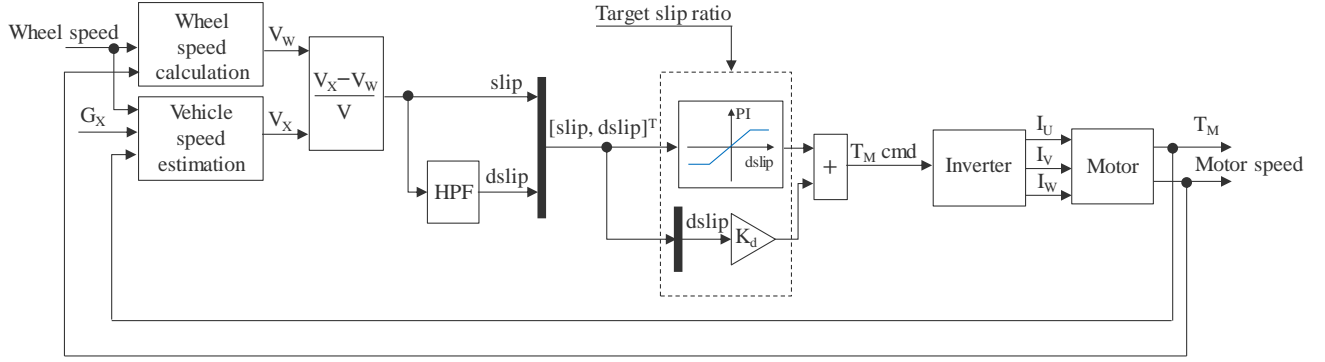 Target slip ratio
Wheel speed
Wheel
speed
calculation
V_W
V_X−V_W
V
slip
[slip, dslip]^T
PI
dslip
+
T_M cmd
Inverter
I_U
I_V
I_W
Motor
T_M
Motor speed
G_X
Vehicle
speed
estimation
V_X
HPF
dslip
dslip
K_d